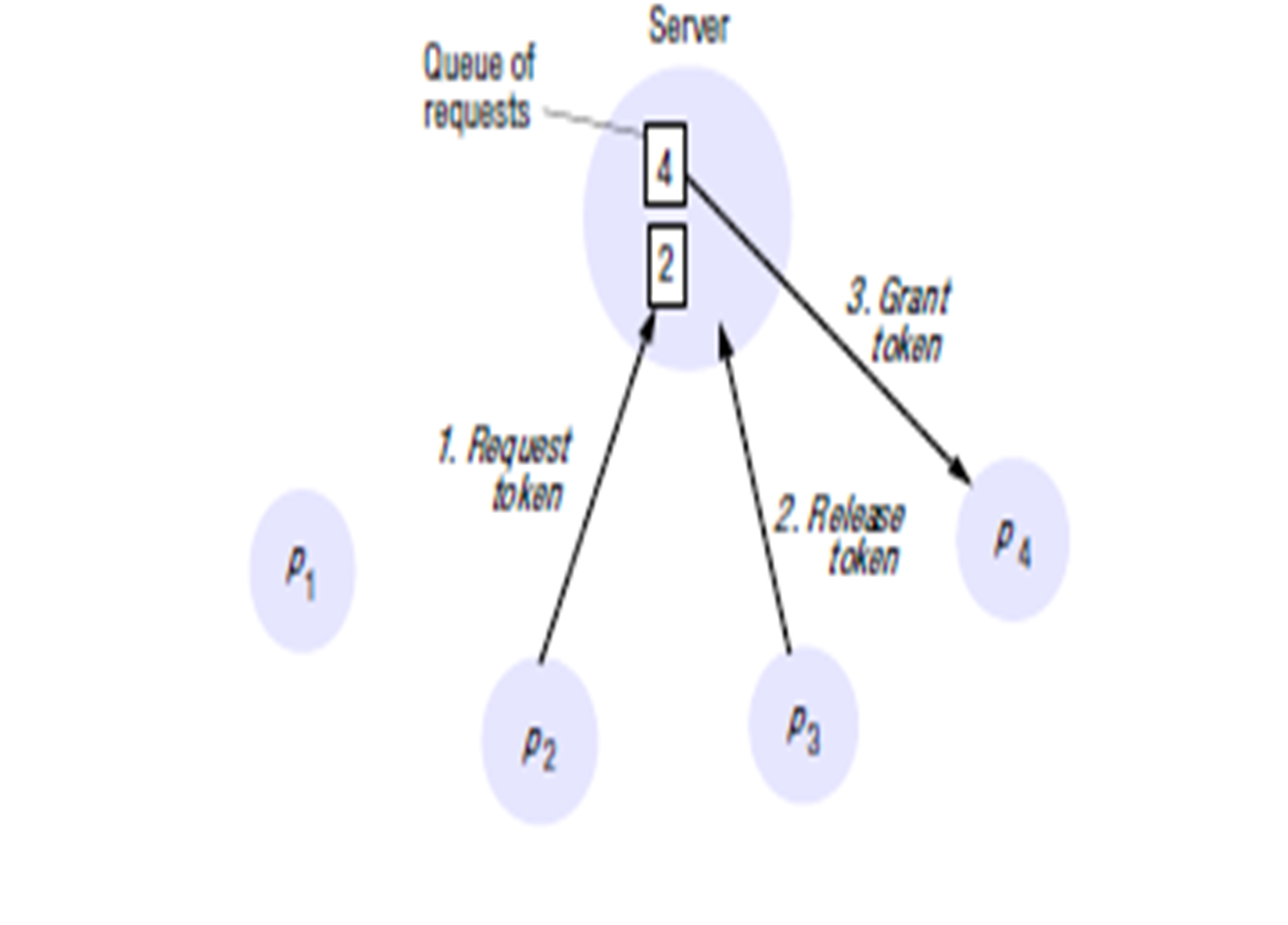 Server
Queue of
requests
4
2
3. Grant
token
1. Request
token
2. Release
token
p4
p1
p3
p2